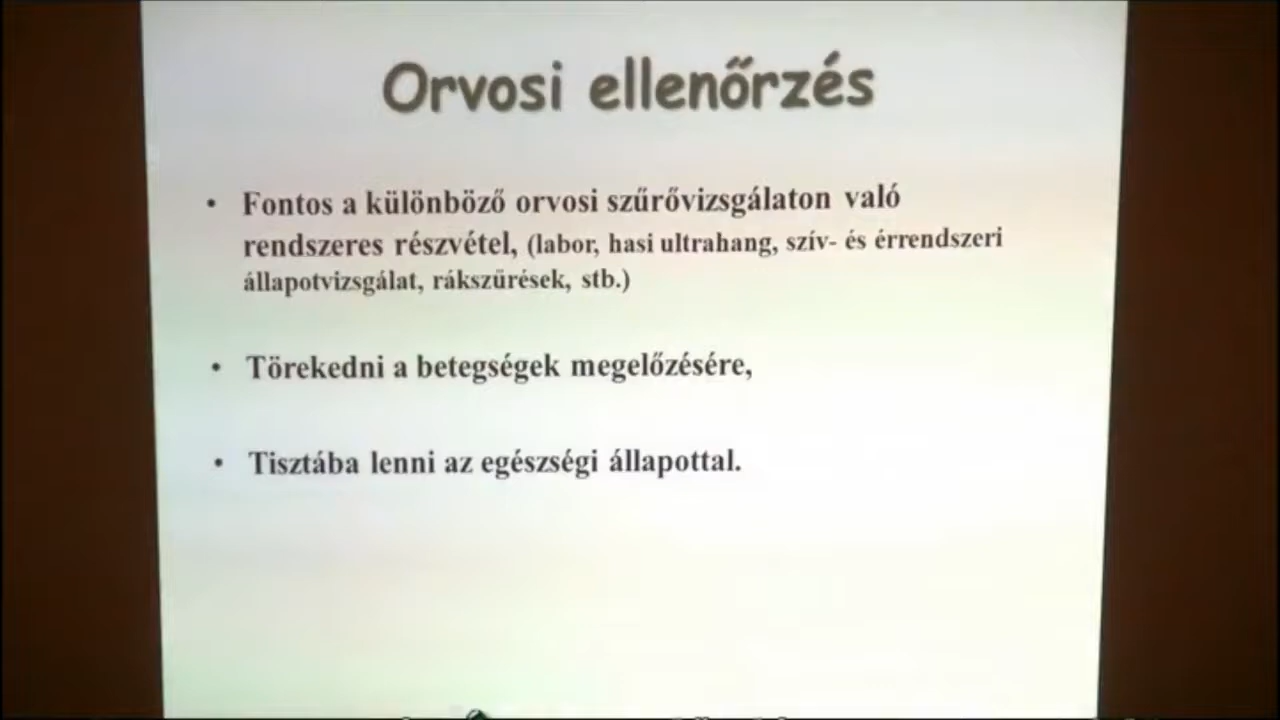 Orvosi ellenőrzés
• Fontos a különböző orvosi szűrővizsgálaton való
rendszeres részvétel, (labor, hasi ultrahang, szív- és érrendszeri
állapotvizsgálat, rákszűrések, stb.)
• Törekedni a betegségek megelőzésére,
• Tisztába lenni az egészségi állapottal.